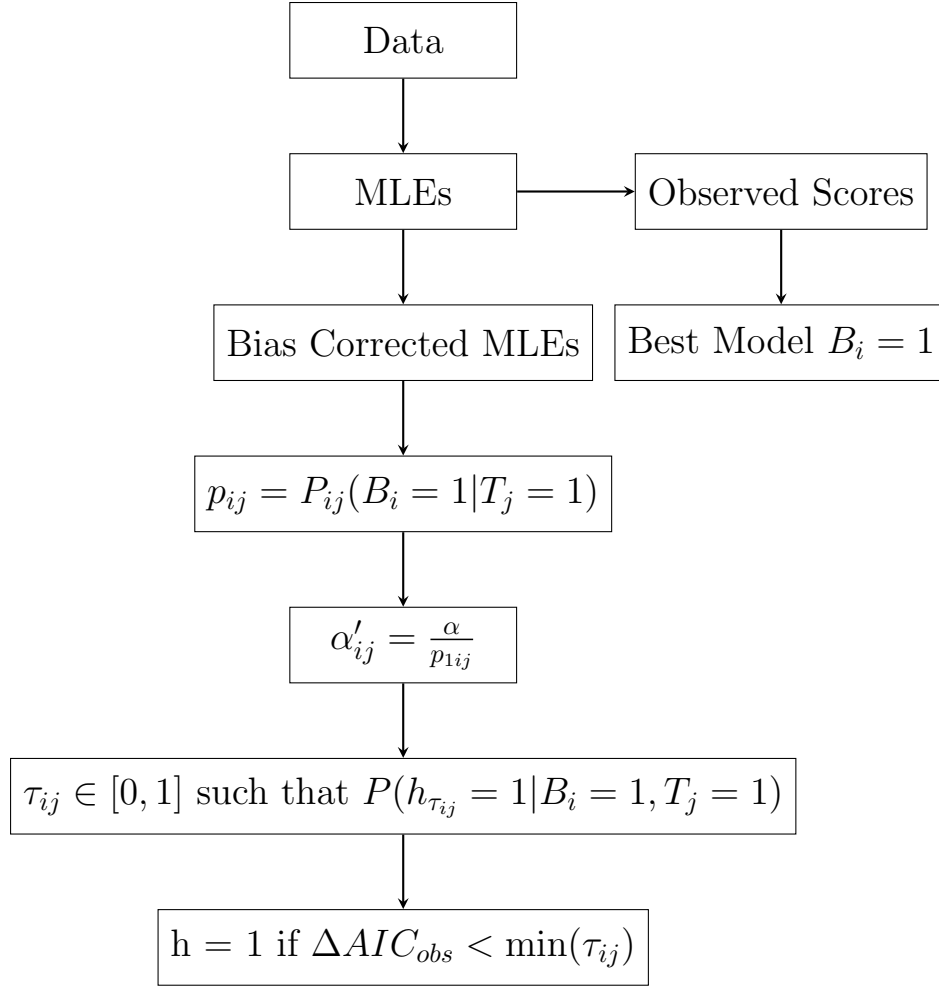 Data
MLEs
Observed Scores
Bias Corrected MLEs
Best Model $B_i = 1$
$p_{ij} = P_{ij}(B_i = 1|T_j = 1)$
$\alpha'_{ij} = \frac{\alpha}{p_{1ij}}$
$\tau_{ij} \in [0, 1]$ such that $P(h_{\tau_{ij}} = 1|B_i = 1, T_j = 1)$
h = 1 if $\Delta AIC_{obs} < \min(\tau_{ij})$